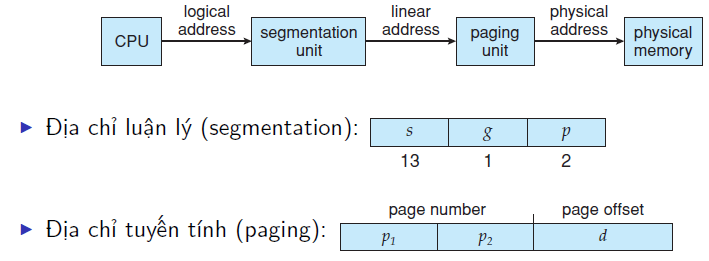 logical address
linear address
physical address
CPU
segmentation unit
paging unit
physical memory
Địa chỉ luận lý (segmentation):
s g p
13 1 2
page number page offset
Địa chỉ tuyến tính (paging):
p1 p2 d